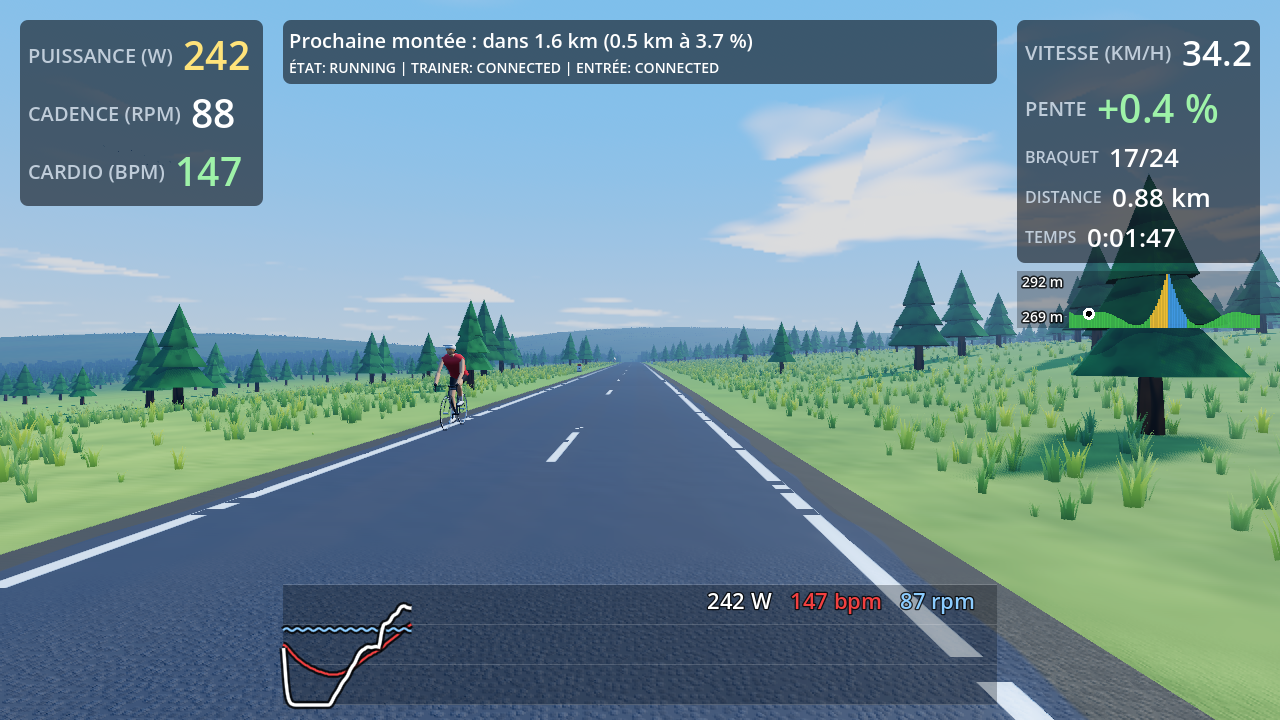 PUISSANCE (W) 242
CADENCE (RPM) 88
CARDIO (BPM) 147
Prochaine montée : dans 1.6 km (0.5 km à 3.7 %)
ÉTAT: RUNNING | TRAINER: CONNECTED | ENTRÉE: CONNECTED
VITESSE (KM/H) 34.2
PENTE +0.4 %
BRAQUET 17/24
DISTANCE 0.88 km
TEMPS 0:01:47
292 m
269 m
242 W 147 bpm 87 rpm